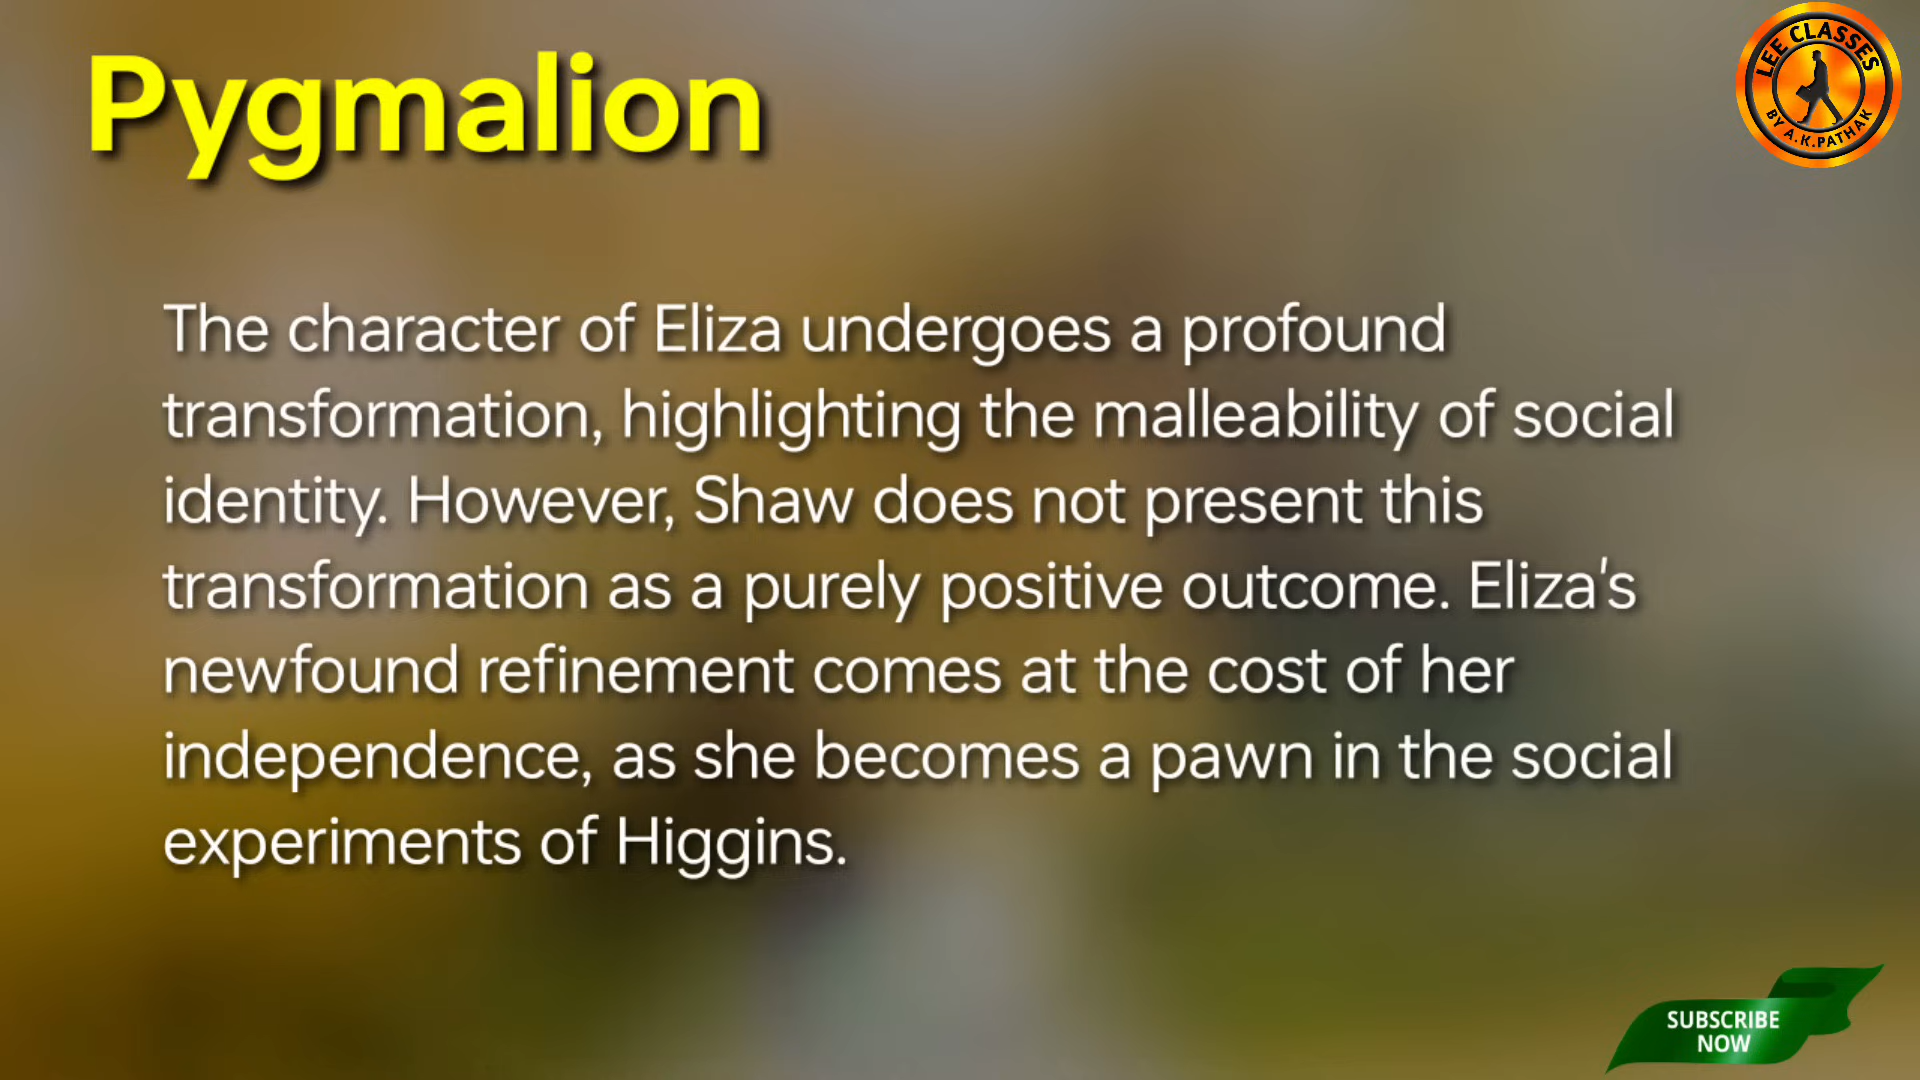 Pygmalion
LEE CLASSES
BY A.K.PATHAK
The character of Eliza undergoes a profound
transformation, highlighting the malleability of social
identity. However, Shaw does not present this
transformation as a purely positive outcome. Eliza's
newfound refinement comes at the cost of her
independence, as she becomes a pawn in the social
experiments of Higgins.
SUBSCRIBE
NOW